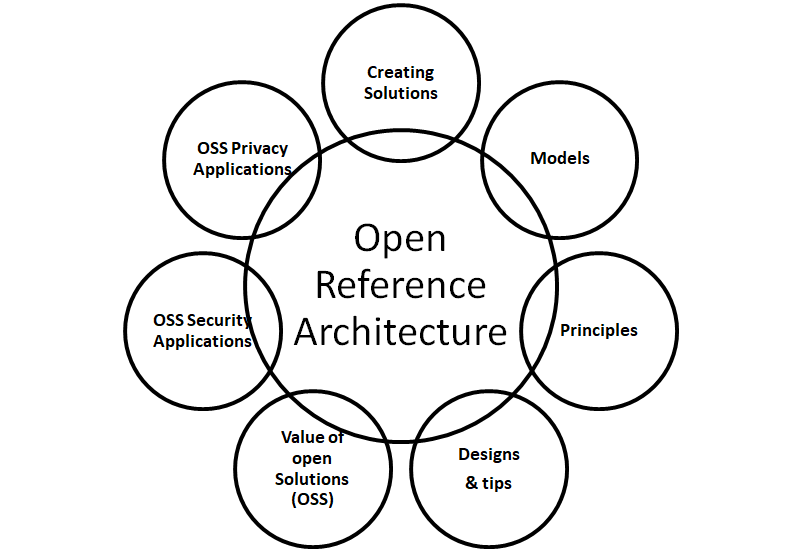 Creating
Solutions
OSS Privacy
Applications
Models
Open
Reference
Architecture
OSS Security
Applications
Principles
Value of
open
Solutions
(OSS)
Designs
& tips